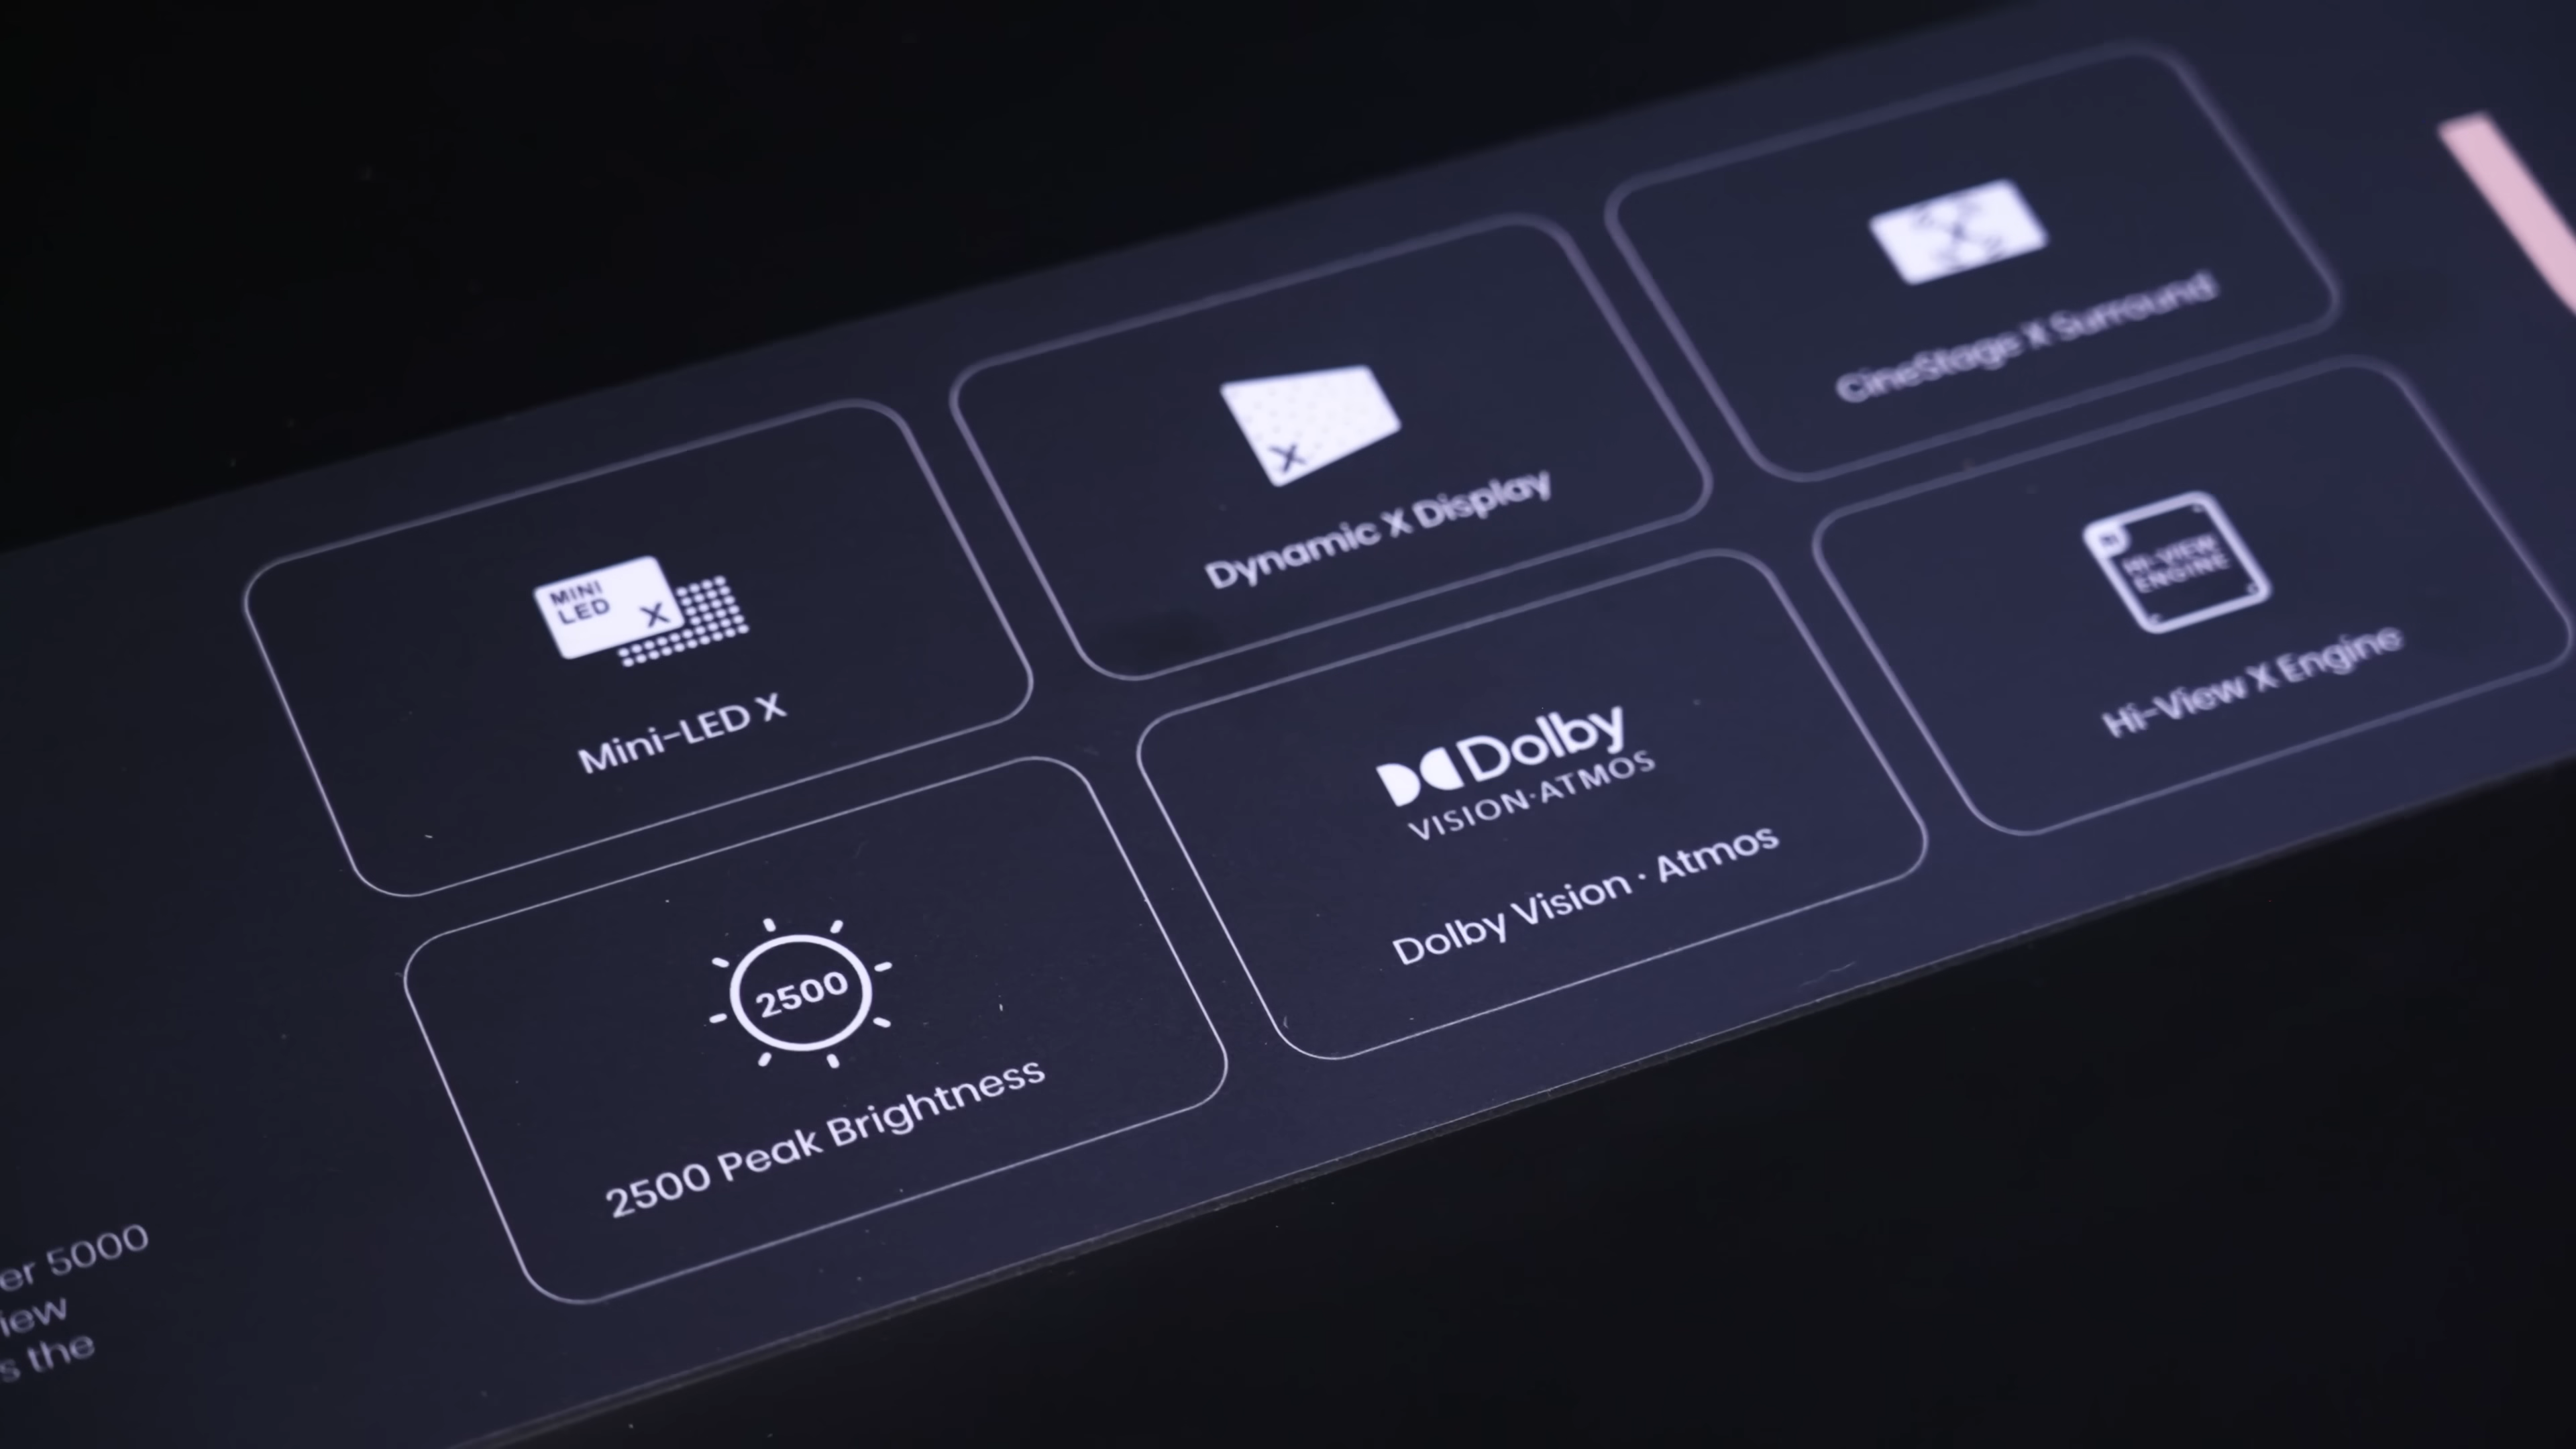 MINI
LED X
Mini-LED X
X
Dynamic X Display
CineStage X Surround
2500
2500 Peak Brightness
Dolby
VISION·ATMOS
Dolby Vision · Atmos
HI-VIEW
ENGINE
Hi-View X Engine
er 5000
iew
s the